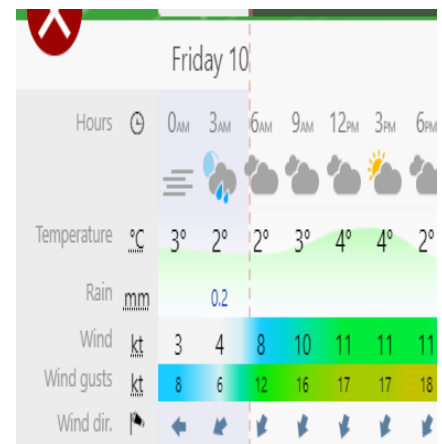 Friday 10
Hours 0AM 3AM 6AM 9AM 12PM 3PM 6PM
Temperature °C 3° 2° 2° 3° 4° 4° 2°
Rain mm 0.2
Wind kt 3 4 8 10 11 11 11
Wind gusts kt 8 6 12 16 17 17 18
Wind dir.